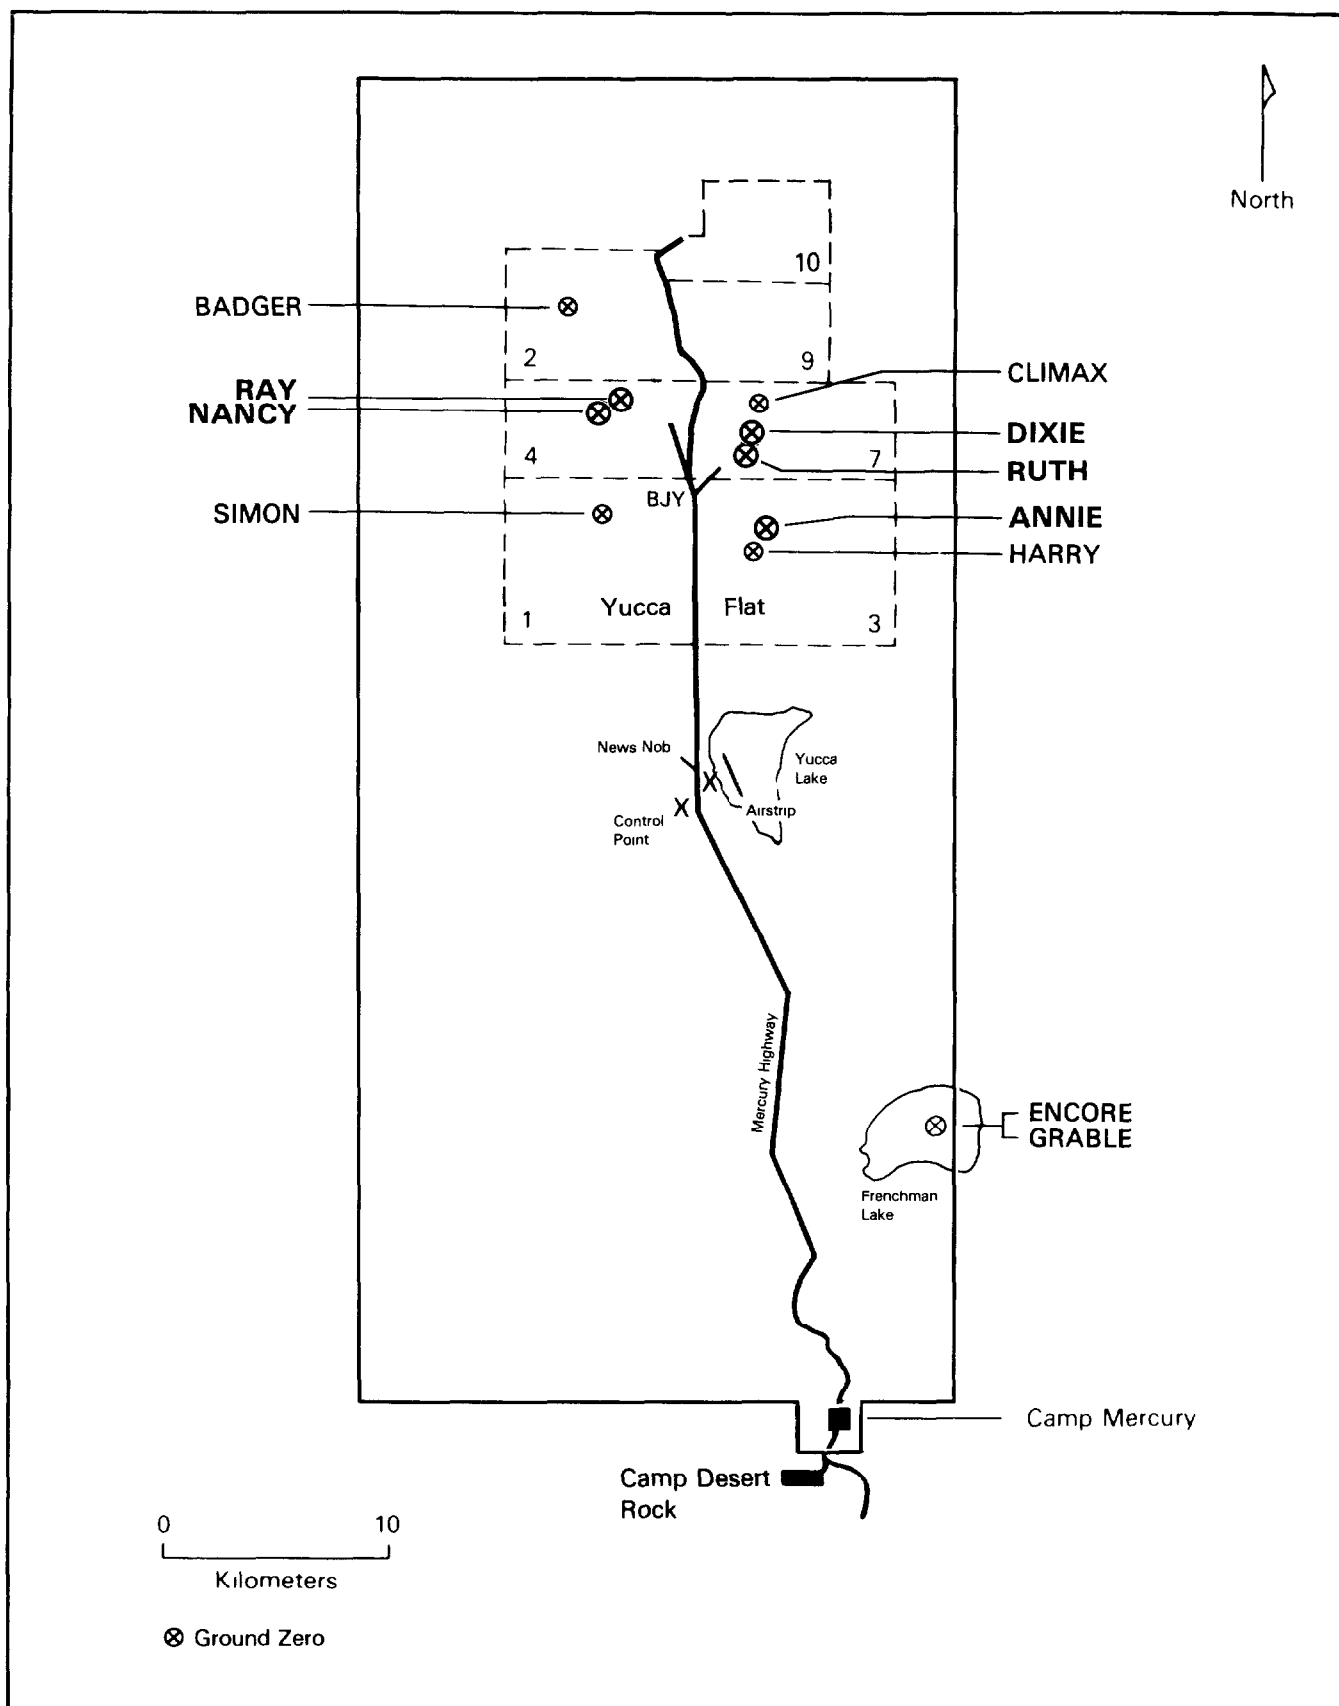 North
10
BADGER
2
9
CLIMAX
RAY
NANCY
DIXIE
4
7
RUTH
BJY
SIMON
ANNIE
HARRY
Yucca Flat
1
3
News Nob
Yucca
Lake
X
X
Airstrip
Control
Point
Mercury Highway
ENCORE
GRABLE
Frenchman
Lake
Camp Mercury
Camp Desert
Rock
0 10
Kilometers
Ground Zero